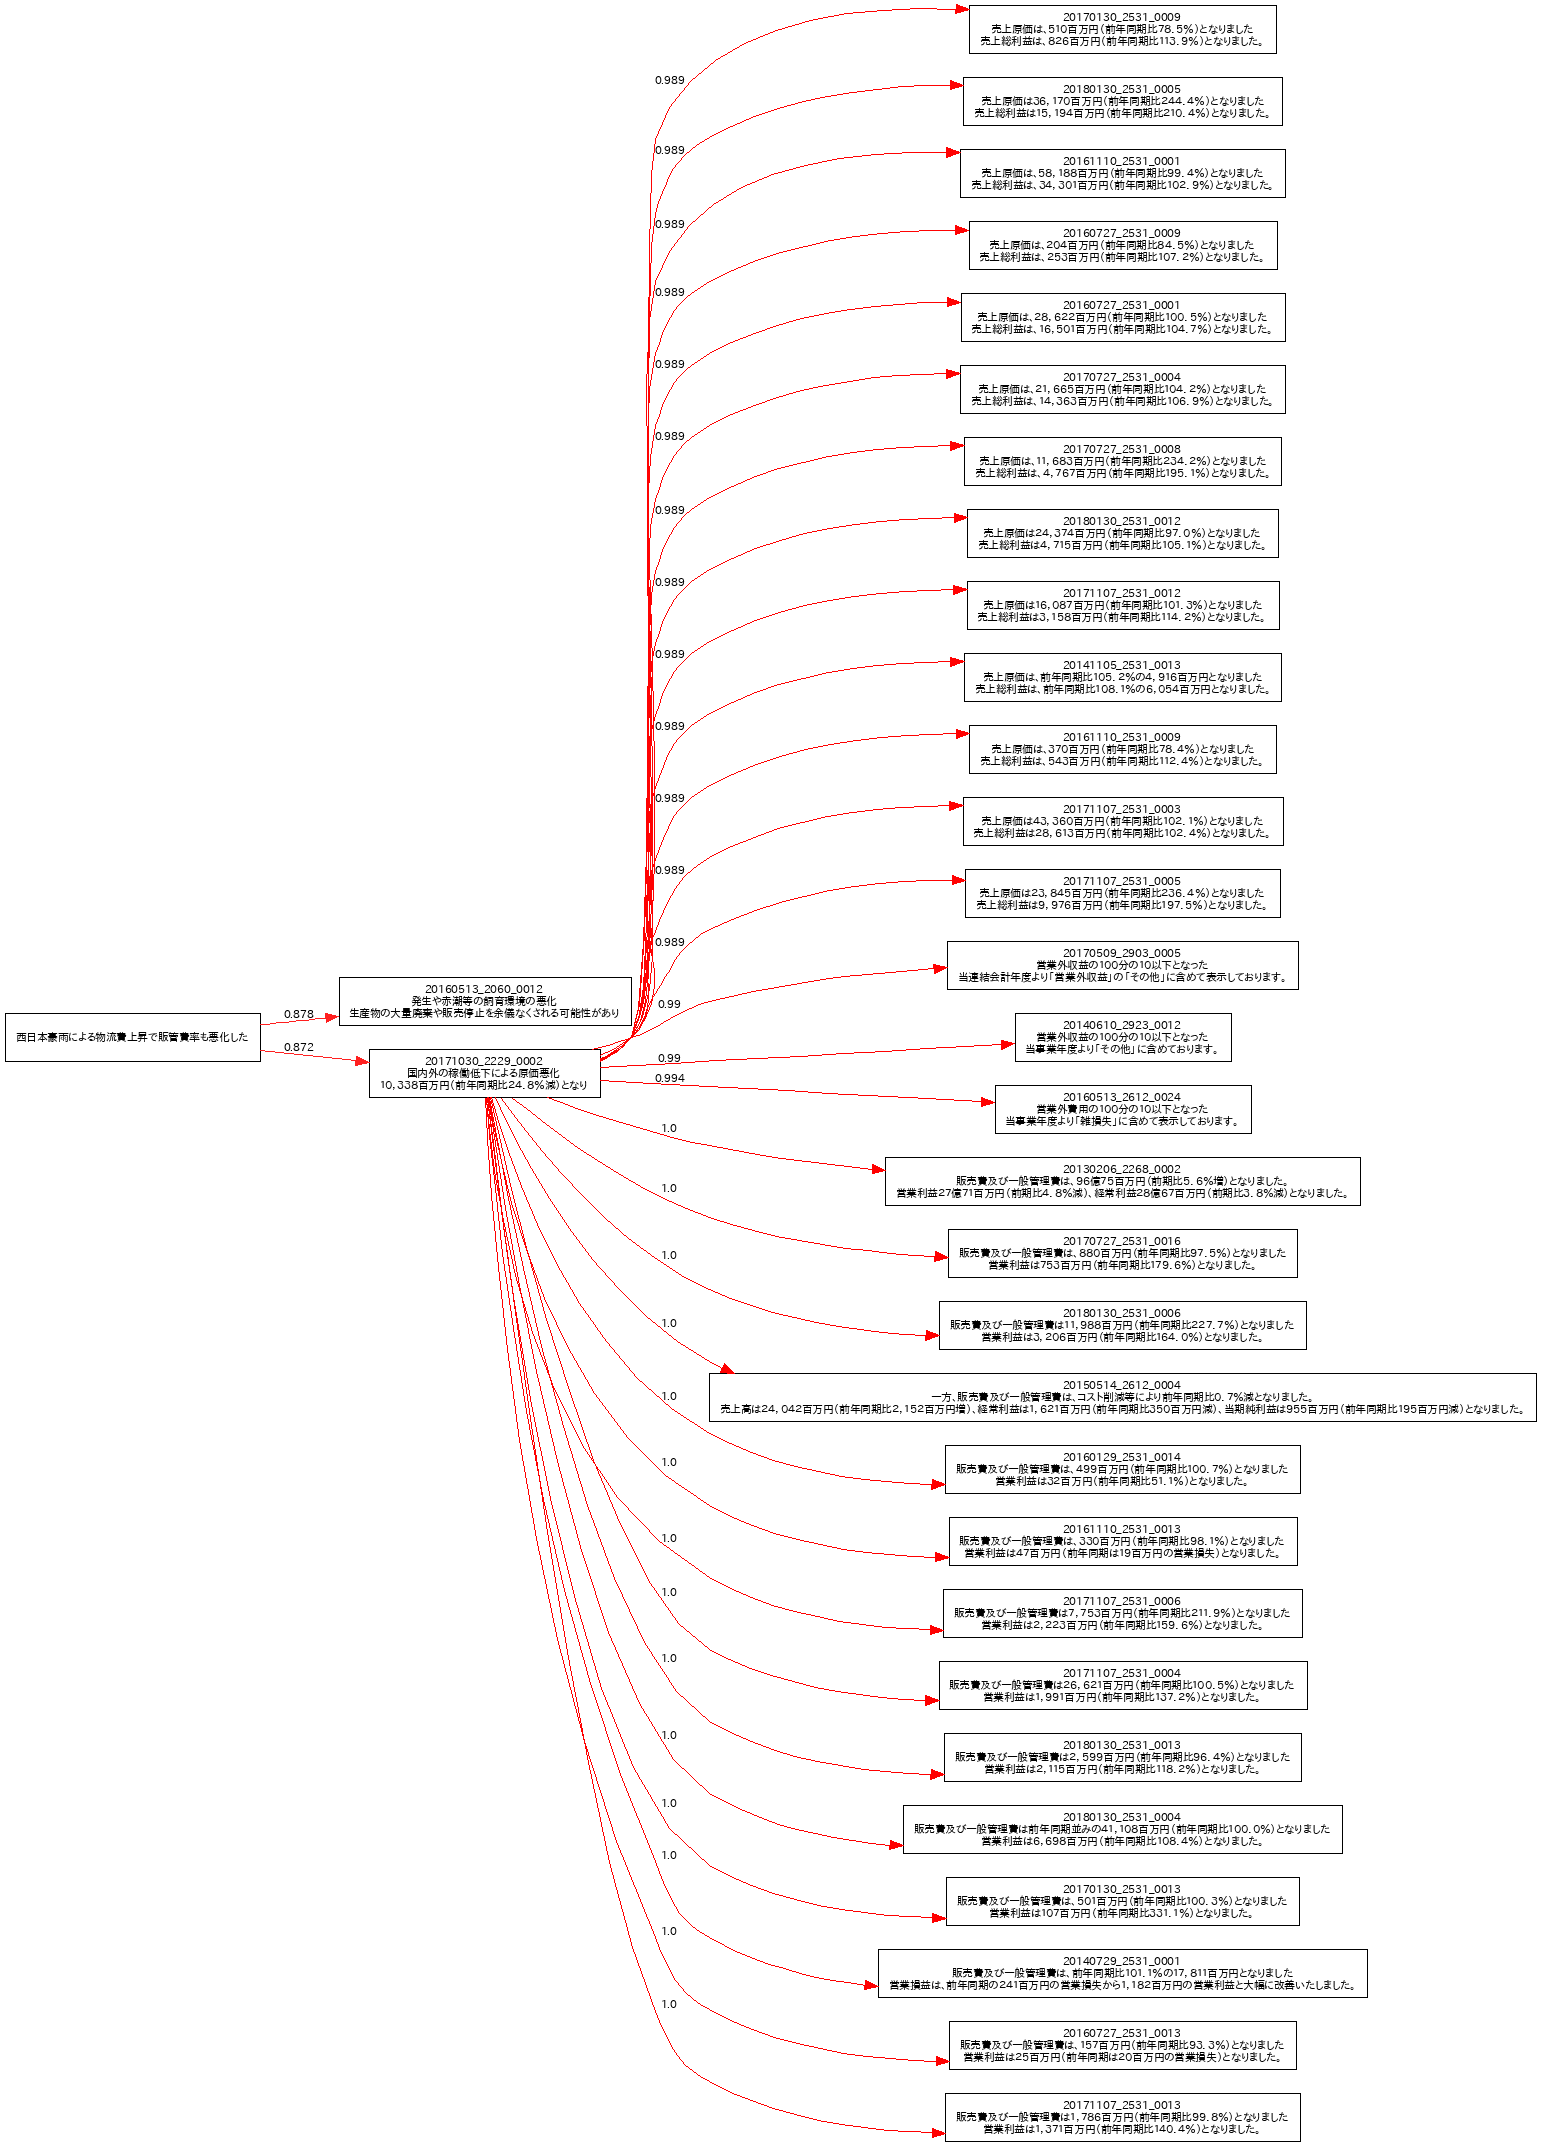 西日本豪雨による物流費上昇で販管費率も悪化した
0.878
0.872
20160513_2060_0012
発生や赤潮等の飼育環境の悪化
生産物の大量廃棄や販売停止を余儀なくされる可能性があり
20171030_2229_0002
国内外の稼働低下による原価悪化
10,338百万円(前年同期比24.8%減)となり
0.989
20170130_2531_0009
売上原価は、510百万円(前年同期比78.5%)となりました
売上総利益は、826百万円(前年同期比113.9%)となりました。
0.989
20180130_2531_0005
売上原価は36,170百万円(前年同期比244.4%)となりました
売上総利益は15,194百万円(前年同期比210.4%)となりました。
0.989
20161110_2531_0001
売上原価は、58,188百万円(前年同期比99.4%)となりました
売上総利益は、34,301百万円(前年同期比102.9%)となりました。
0.989
20160727_2531_0009
売上原価は、204百万円(前年同期比84.5%)となりました
売上総利益は、253百万円(前年同期比107.2%)となりました。
0.989
20160727_2531_0001
売上原価は、28,622百万円(前年同期比100.5%)となりました
売上総利益は、16,501百万円(前年同期比104.7%)となりました。
0.989
20170727_2531_0004
売上原価は、21,665百万円(前年同期比104.2%)となりました
売上総利益は、14,363百万円(前年同期比106.9%)となりました。
0.989
20170727_2531_0008
売上原価は、11,683百万円(前年同期比234.2%)となりました
売上総利益は、4,767百万円(前年同期比195.1%)となりました。
0.989
20180130_2531_0012
売上原価は24,374百万円(前年同期比97.0%)となりました
売上総利益は4,715百万円(前年同期比105.1%)となりました。
0.989
20171107_2531_0012
売上原価は16,087百万円(前年同期比101.3%)となりました
売上総利益は3,158百万円(前年同期比114.2%)となりました。
0.989
20141105_2531_0013
売上原価は、前年同期比105.2%の4,916百万円となりました
売上総利益は、前年同期比108.1%の6,054百万円となりました。
0.989
20161110_2531_0009
売上原価は、370百万円(前年同期比78.4%)となりました
売上総利益は、543百万円(前年同期比112.4%)となりました。
0.989
20171107_2531_0003
売上原価は43,360百万円(前年同期比102.1%)となりました
売上総利益は28,613百万円(前年同期比102.4%)となりました。
0.989
20171107_2531_0005
売上原価は23,845百万円(前年同期比236.4%)となりました
売上総利益は9,976百万円(前年同期比197.5%)となりました。
0.99
20170509_2903_0005
営業外収益の100分の10以下となった
当連結会計年度より「営業外収益」の「その他」に含めて表示しております。
0.99
20140610_2923_0012
営業外収益の100分の10以下となった
当事業年度より「その他」に含めております。
0.994
20160513_2612_0024
営業外費用の100分の10以下となった
当事業年度より「雑損失」に含めて表示しております。
1.0
20130206_2268_0002
販売費及び一般管理費は、96億75百万円(前期比5.6%増)となりました。
営業利益27億71百万円(前期比4.8%減)、経常利益28億67百万円(前期比3.8%減)となりました。
1.0
20170727_2531_0016
販売費及び一般管理費は、880百万円(前年同期比97.5%)となりました
営業利益は753百万円(前年同期比179.6%)となりました。
1.0
20180130_2531_0006
販売費及び一般管理費は11,988百万円(前年同期比227.7%)となりました
営業利益は3,206百万円(前年同期比164.0%)となりました。
1.0
20150514_2612_0004
一方、販売費及び一般管理費は、コスト削減等により前年同期比0.7%減となりました。
売上高は24,042百万円(前年同期比2,152百万円増)、経常利益は1,621百万円(前年同期比350百万円減)、当期純利益は955百万円(前年同期比195百万円減)となりました。
1.0
20160129_2531_0014
販売費及び一般管理費は、499百万円(前年同期比100.7%)となりました
営業利益は32百万円(前年同期比51.1%)となりました。
1.0
20161110_2531_0013
販売費及び一般管理費は、330百万円(前年同期比98.1%)となりました
営業利益は47百万円(前年同期は19百万円の営業損失)となりました。
1.0
20171107_2531_0006
販売費及び一般管理費は7,753百万円(前年同期比211.9%)となりました
営業利益は2,223百万円(前年同期比159.6%)となりました。
1.0
20171107_2531_0004
販売費及び一般管理費は26,621百万円(前年同期比100.5%)となりました
営業利益は1,991百万円(前年同期比137.2%)となりました。
1.0
20180130_2531_0013
販売費及び一般管理費は2,599百万円(前年同期比96.4%)となりました
営業利益は2,115百万円(前年同期比118.2%)となりました。
1.0
20180130_2531_0004
販売費及び一般管理費は前年同期並みの41,108百万円(前年同期比100.0%)となりました
営業利益は6,698百万円(前年同期比108.4%)となりました。
1.0
20170130_2531_0013
販売費及び一般管理費は、501百万円(前年同期比100.3%)となりました
営業利益は107百万円(前年同期比331.1%)となりました。
1.0
20140729_2531_0001
販売費及び一般管理費は、前年同期比101.1%の17,811百万円となりました
営業損益は、前年同期の241百万円の営業損失から1,182百万円の営業利益と大幅に改善いたしました。
1.0
20160727_2531_0013
販売費及び一般管理費は、157百万円(前年同期比93.3%)となりました
営業利益は25百万円(前年同期は20百万円の営業損失)となりました。
1.0
20171107_2531_0013
販売費及び一般管理費は1,786百万円(前年同期比99.8%)となりました
営業利益は1,371百万円(前年同期比140.4%)となりました。